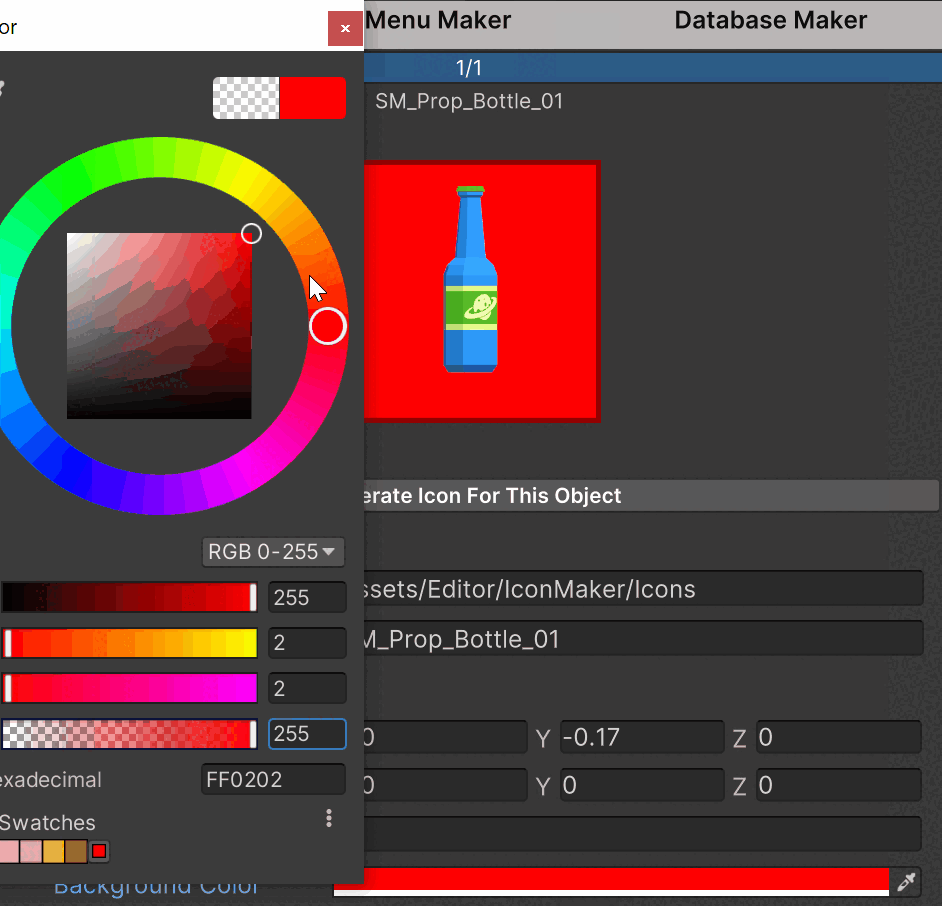 or
×
Menu Maker
Database Maker
1/1
SM_Prop_Bottle_01
erate Icon For This Object
RGB 0-255
255
2
2
255
exadecimal
FF0202
Swatches
ssets/Editor/IconMaker/Icons
M_Prop_Bottle_01
0 Y -0.17 Z 0
0 Y 0 Z 0
Background Color